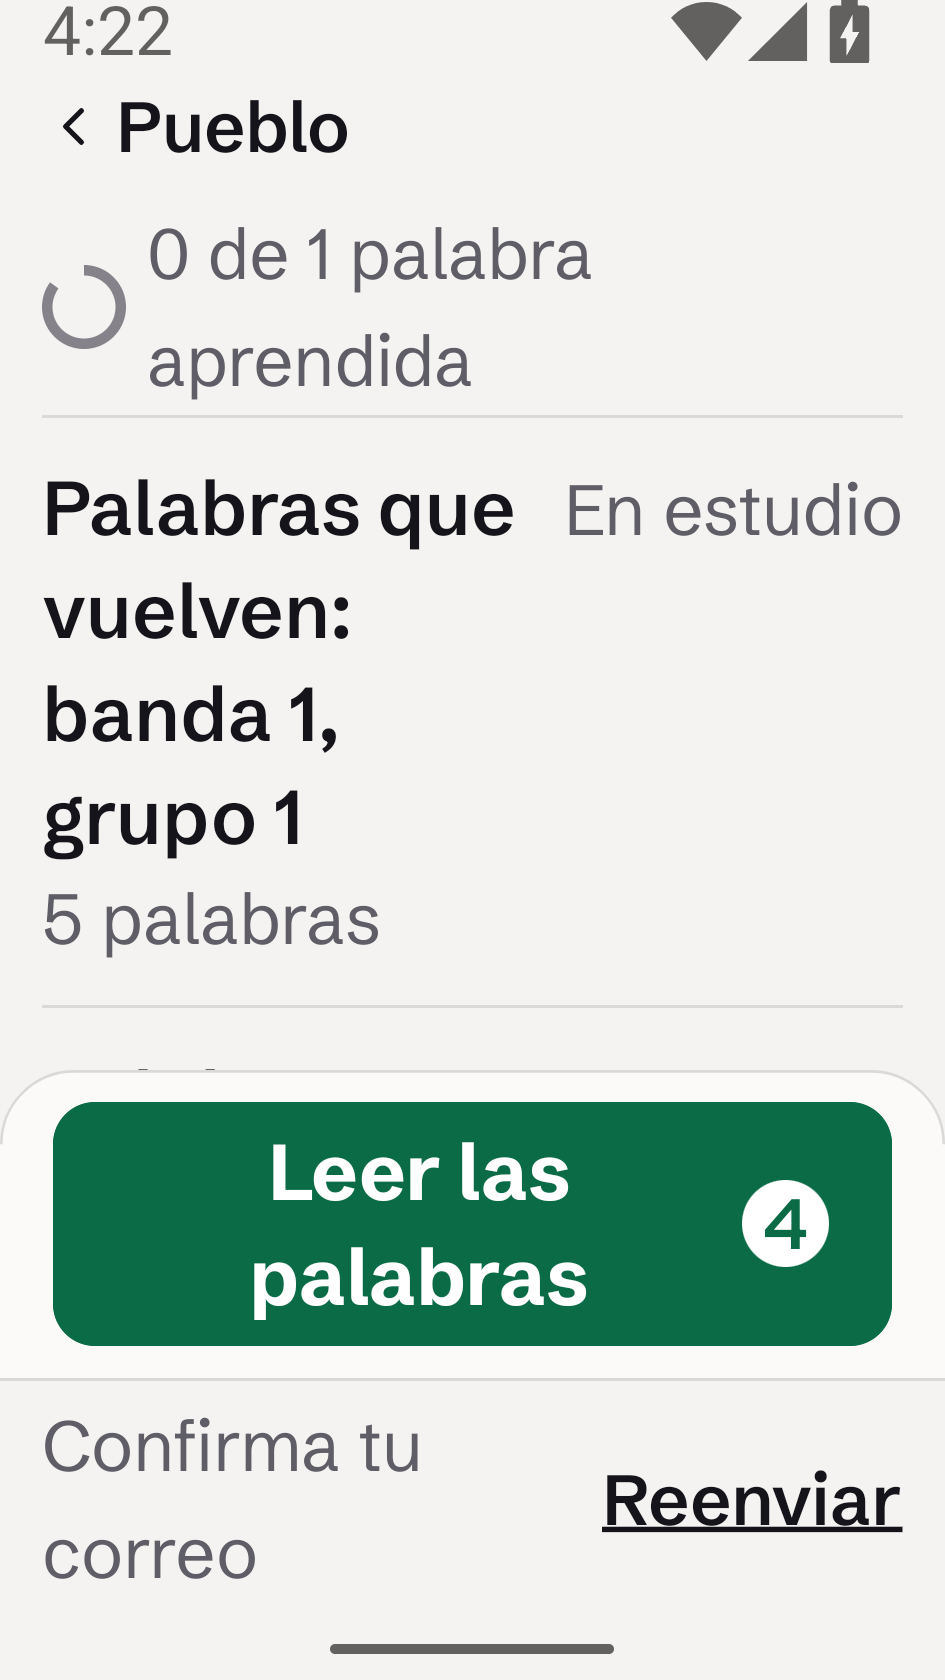 4:22
Pueblo
0 de 1 palabra
aprendida
Palabras que
vuelven:
banda 1,
grupo 1
En estudio
5 palabras
Leer las
palabras
4
Confirma tu
correo
Reenviar